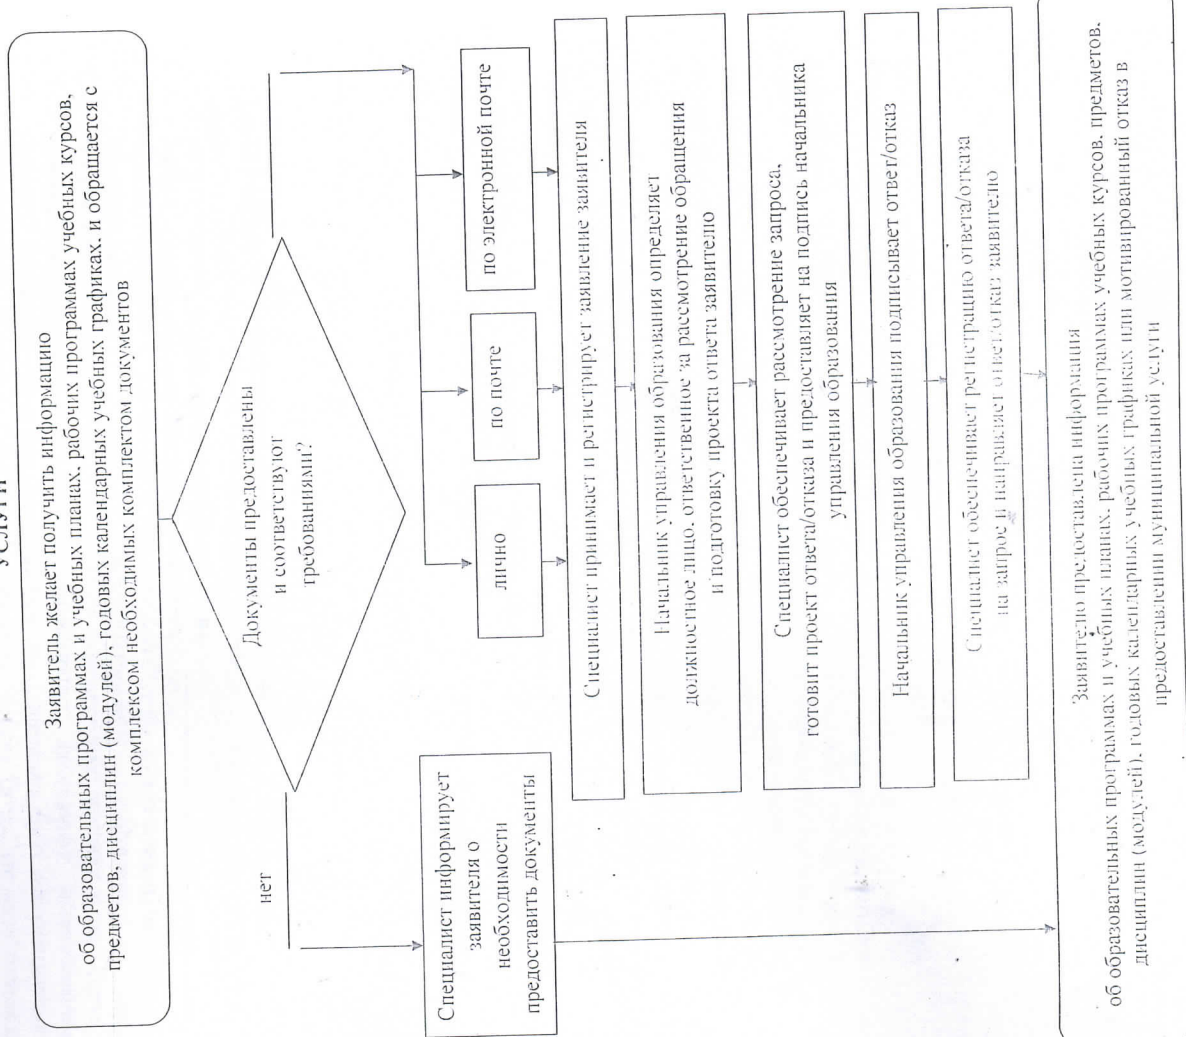 услуги
Заявитель желает получить информацию
об образовательных программах и учебных планах, рабочих программах учебных курсов,
предметов, дисциплин (модулей), годовых календарных учебных графиках. и обращается с
комплексом необходимых комплектом документов
Документы предоставлены
и соответствуют
требованиями?
нет
Специалист информирует
заявителя о
необходимости
предоставить документы
лично
по почте
по электронной почте
Специалист принимает и регистрирует заявление заявителя
Начальник управления образования определяет
должностное лицо, ответственное за рассмотрение обращения
и подготовку проекта ответа заявителю
Специалист обеспечивает рассмотрение запроса,
готовит проект ответа/отказа и предоставляет на подпись начальника
управления образования
Начальник управления образования подписывает ответ/отказ
Специалист обеспечивает регистрацию ответа/отказа
на запрос и направляет ответ/отказ заявителю
Заявителю предоставлена информация
об образовательных программах и учебных планах, рабочих программах учебных курсов. предметов.
дисциплин (модулей), годовых календарных учебных графиках или мотивированный отказ в
предоставлении муниципальной услуги